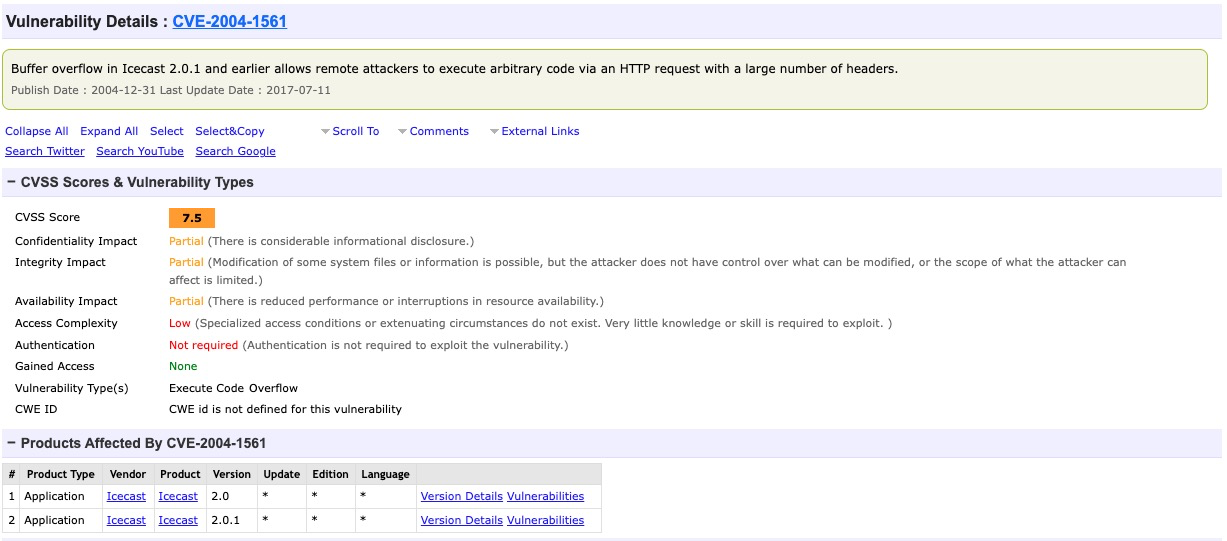 Vulnerability Details : CVE-2004-1561
Buffer overflow in Icecast 2.0.1 and earlier allows remote attackers to execute arbitrary code via an HTTP request with a large number of headers.
Publish Date : 2004-12-31 Last Update Date : 2017-07-11
Collapse All Expand All Select Select&Copy Scroll To Comments External Links
Search Twitter Search YouTube Search Google
− CVSS Scores & Vulnerability Types
CVSS Score 7.5
Confidentiality Impact Partial (There is considerable informational disclosure.)
Integrity Impact Partial (Modification of some system files or information is possible, but the attacker does not have control over what can be modified, or the scope of what the attacker can
affect is limited.)
Availability Impact Partial (There is reduced performance or interruptions in resource availability.)
Access Complexity Low (Specialized access conditions or extenuating circumstances do not exist. Very little knowledge or skill is required to exploit. )
Authentication Not required (Authentication is not required to exploit the vulnerability.)
Gained Access None
Vulnerability Type(s) Execute Code Overflow
CWE ID CWE id is not defined for this vulnerability
− Products Affected By CVE-2004-1561
# Product Type Vendor Product Version Update Edition Language
1 Application Icecast Icecast 2.0 * * * Version Details Vulnerabilities
2 Application Icecast Icecast 2.0.1 * * * Version Details Vulnerabilities